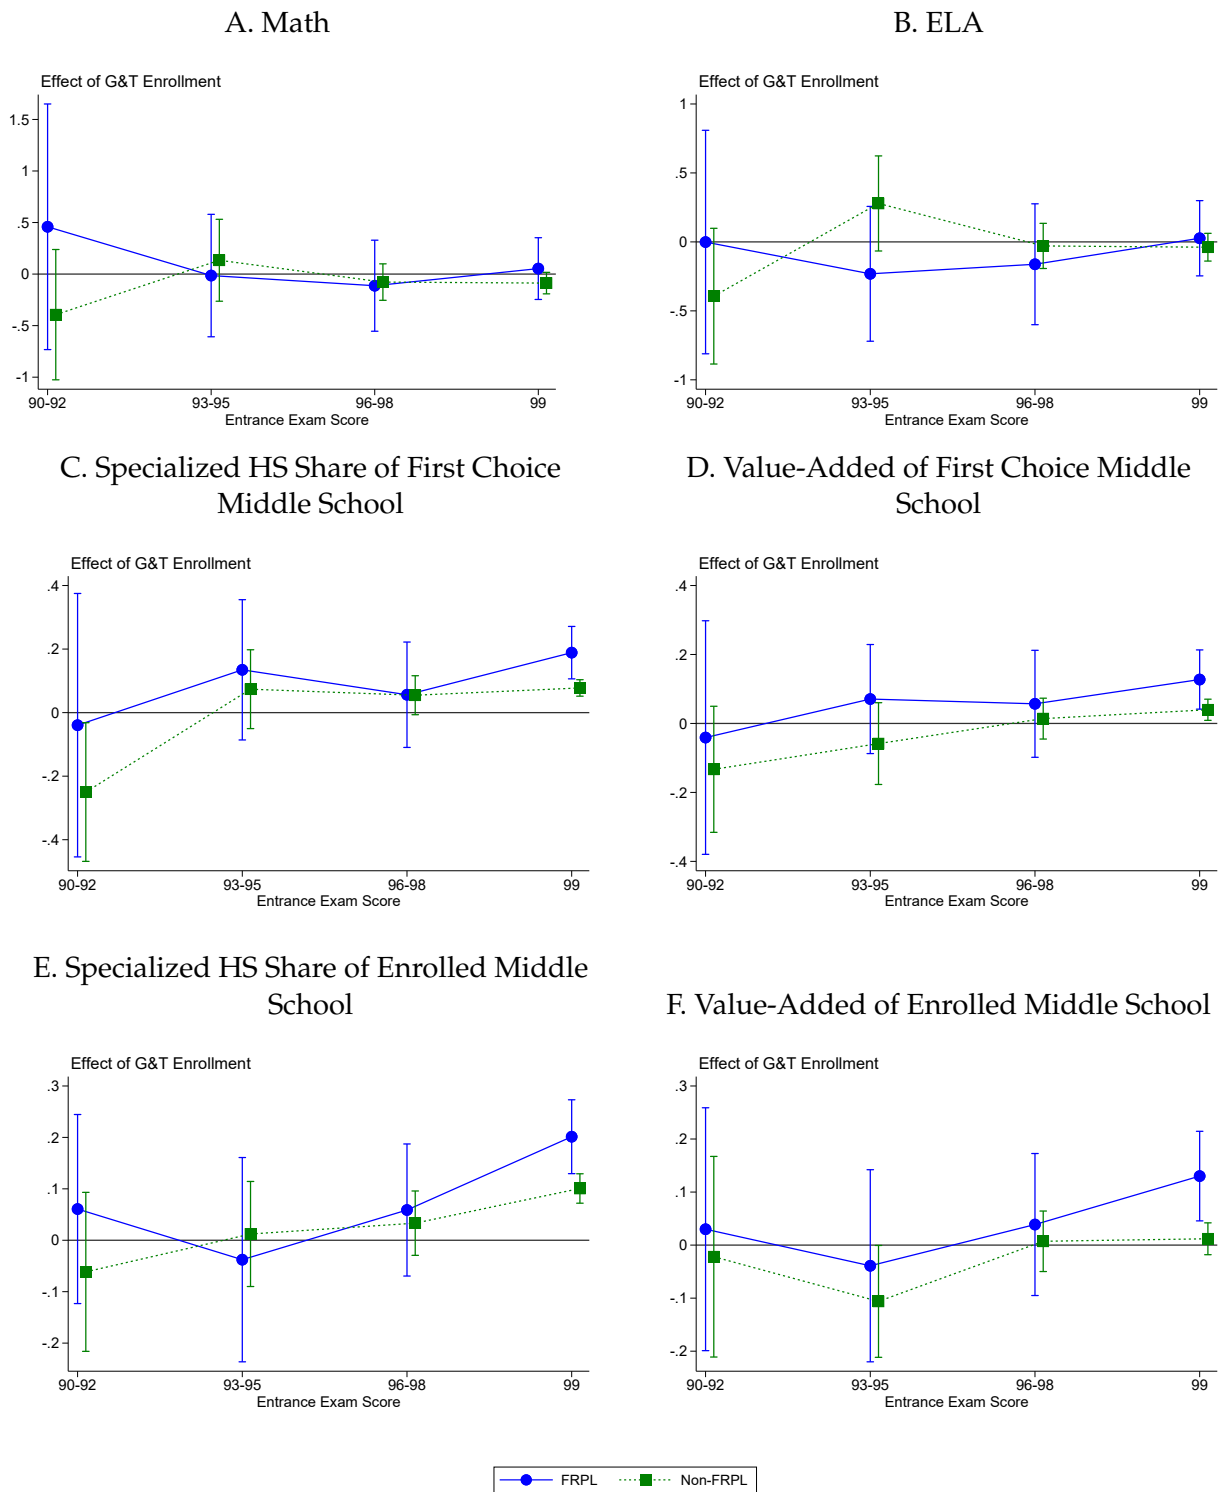 A. Math
Effect of G&T Enrollment
1.5
1
.5
0
-.5
-1
90-92 93-95 96-98 99
Entrance Exam Score
B. ELA
Effect of G&T Enrollment
1
.5
0
-.5
-1
90-92 93-95 96-98 99
Entrance Exam Score
C. Specialized HS Share of First Choice
Middle School
Effect of G&T Enrollment
.4
.2
0
-.2
-.4
90-92 93-95 96-98 99
Entrance Exam Score
D. Value-Added of First Choice Middle
School
Effect of G&T Enrollment
.4
.2
0
-.2
-.4
90-92 93-95 96-98 99
Entrance Exam Score
E. Specialized HS Share of Enrolled Middle
School
Effect of G&T Enrollment
.3
.2
.1
0
-.1
-.2
90-92 93-95 96-98 99
Entrance Exam Score
F. Value-Added of Enrolled Middle School
Effect of G&T Enrollment
.3
.2
.1
0
-.1
-.2
90-92 93-95 96-98 99
Entrance Exam Score
FRPL Non-FRPL